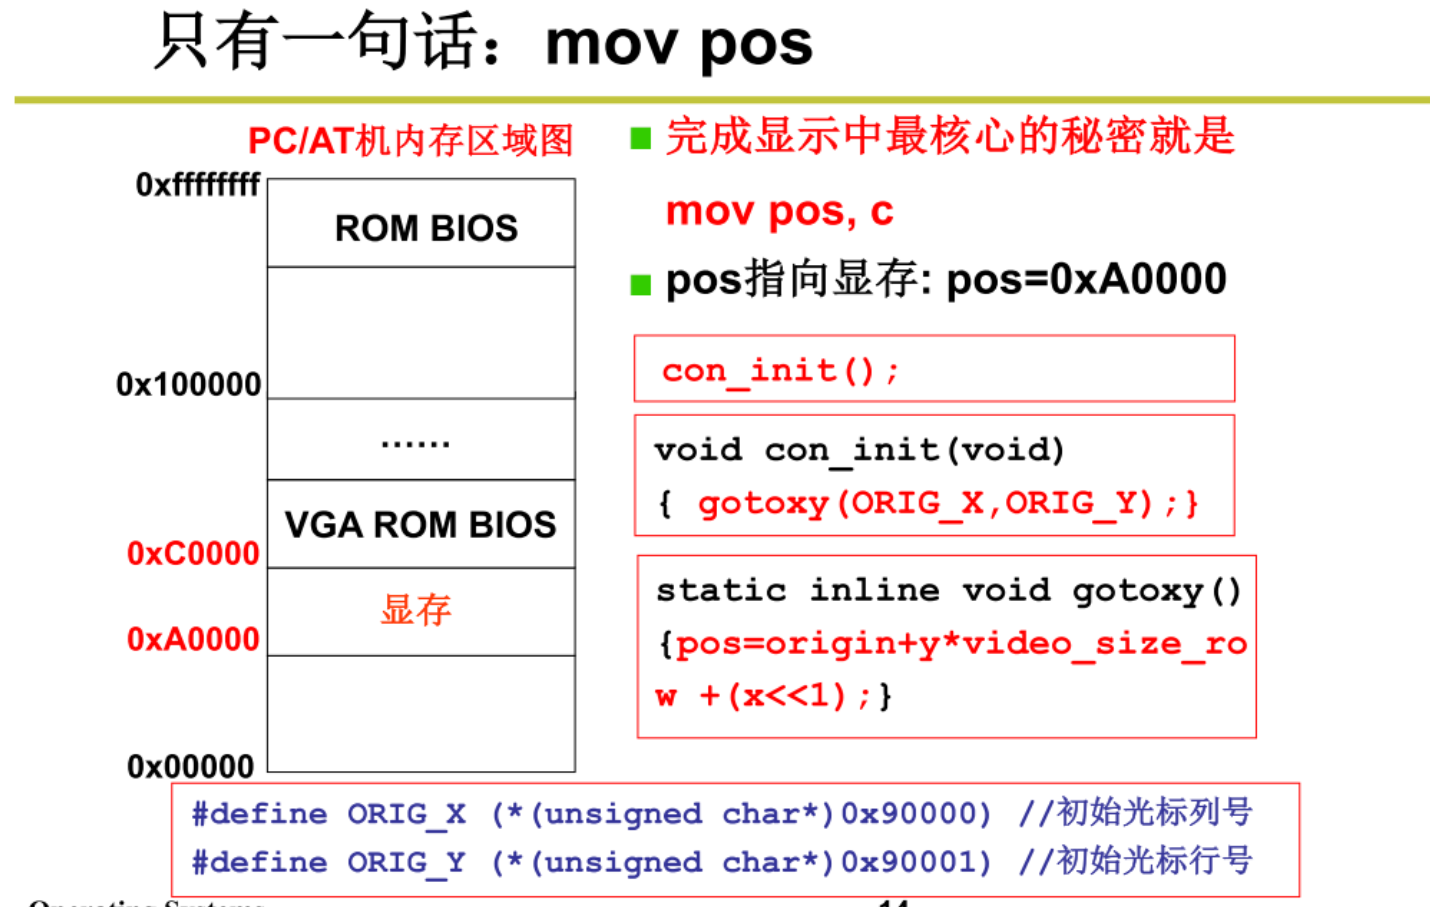 只有一句话：mov pos
PC/AT机内存区域图
0xffffffff
ROM BIOS
0x100000
......
VGA ROM BIOS
0xC0000
显存
0xA0000
0x00000
完成显示中最核心的秘密就是
mov pos, c
pos指向显存: pos=0xA0000
con_init();
void con_init(void)
{ gotoxy(ORIG_X,ORIG_Y);}
static inline void gotoxy()
{pos=origin+y*video_size_ro
w +(x<<1);}
#define ORIG_X (*(unsigned char*)0x90000) //初始光标列号
#define ORIG_Y (*(unsigned char*)0x90001) //初始光标行号
Operating Systems
14